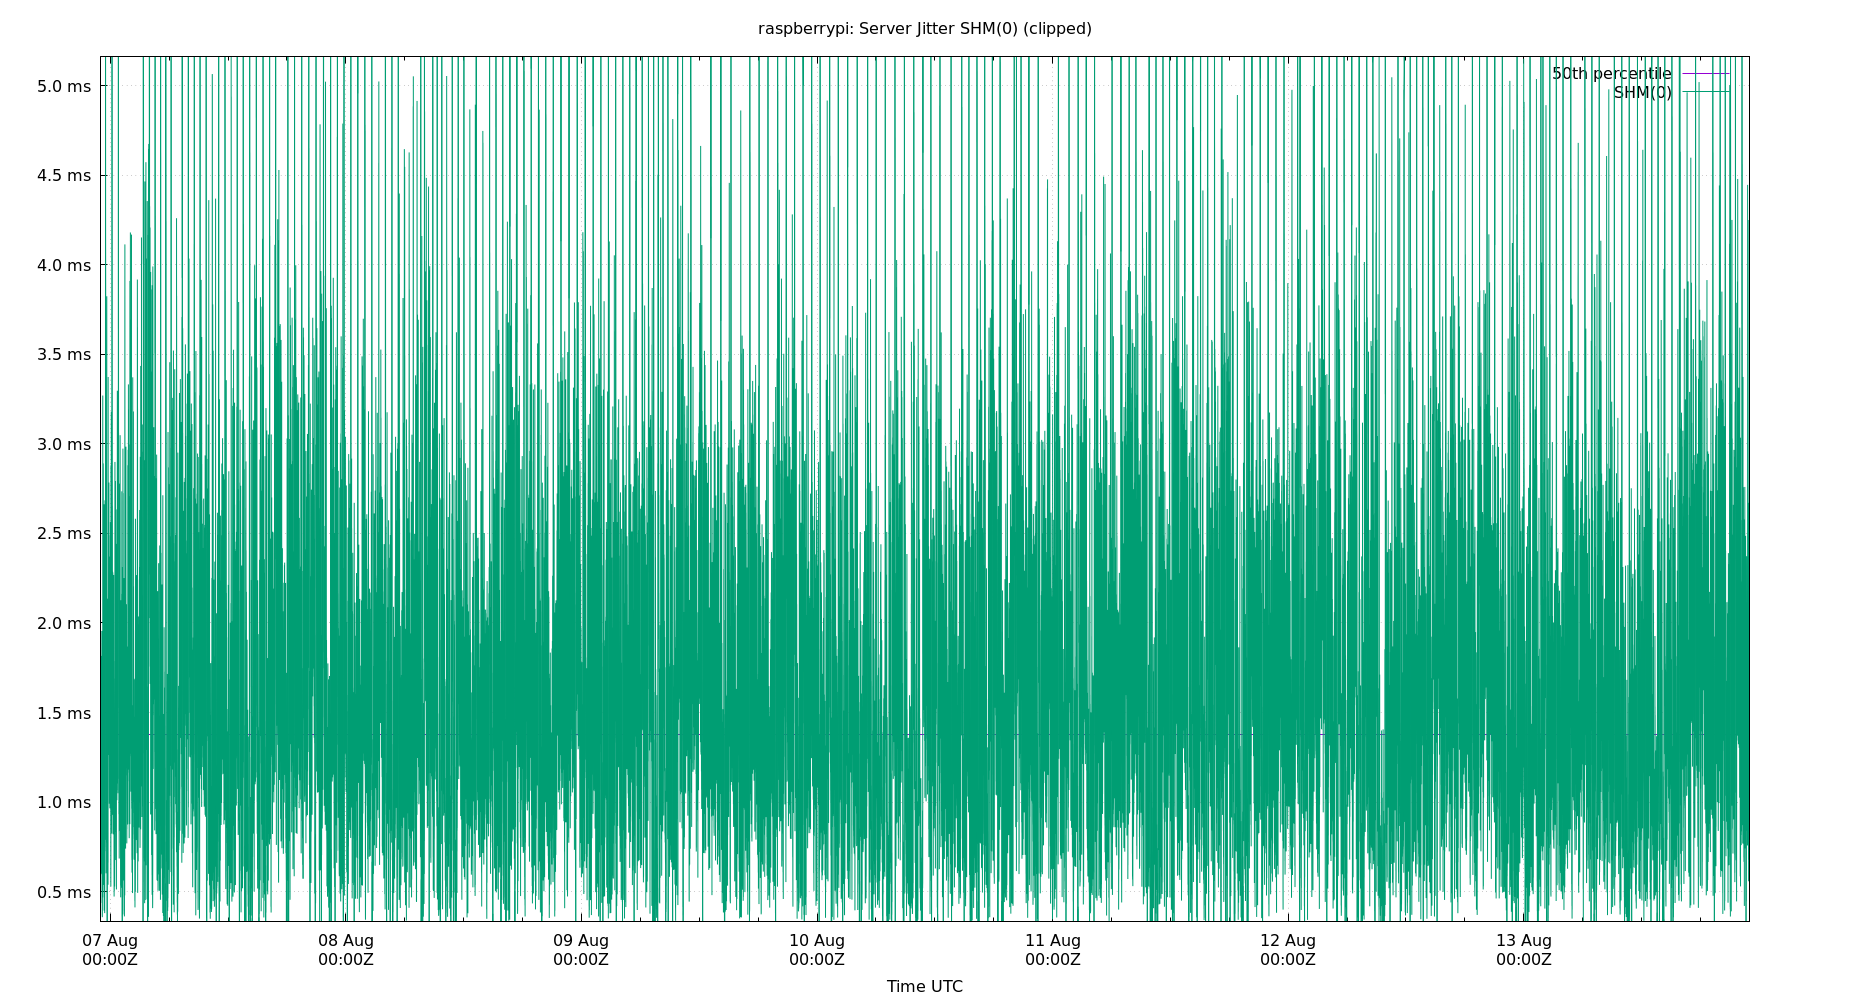 raspberrypi: Server Jitter SHM(0) (clipped)
50th percentile
SHM(0)
5.0 ms
4.5 ms
4.0 ms
3.5 ms
3.0 ms
2.5 ms
2.0 ms
1.5 ms
1.0 ms
0.5 ms
07 Aug 08 Aug 09 Aug 10 Aug 11 Aug 12 Aug 13 Aug
00:00Z 00:00Z 00:00Z 00:00Z 00:00Z 00:00Z 00:00Z
Time UTC